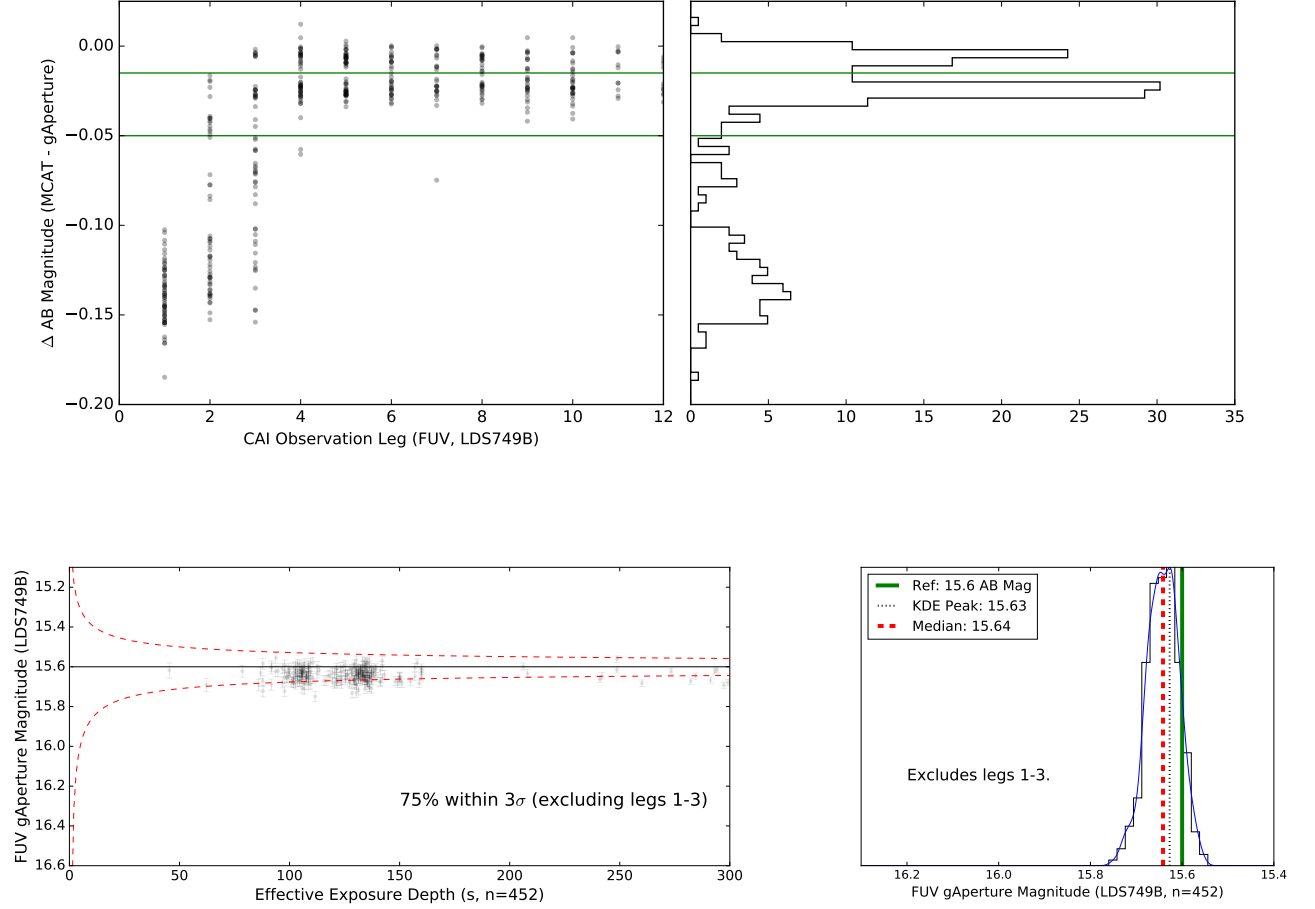 Δ AB Magnitude (MCAT - gAperture)
0.00
−0.05
−0.10
−0.15
−0.20
0 2 4 6 8 10 12
CAI Observation Leg (FUV, LDS749B)
0 5 10 15 20 25 30 35
FUV gAperture Magnitude (LDS749B)
15.2
15.4
15.6
15.8
16.0
16.2
16.4
16.6
75% within 3σ (excluding legs 1-3)
0 50 100 150 200 250 300
Effective Exposure Depth (s, n=452)
Ref: 15.6 AB Mag
KDE Peak: 15.63
Median: 15.64
Excludes legs 1-3.
16.2 16.0 15.8 15.6 15.4
FUV gAperture Magnitude (LDS749B, n=452)